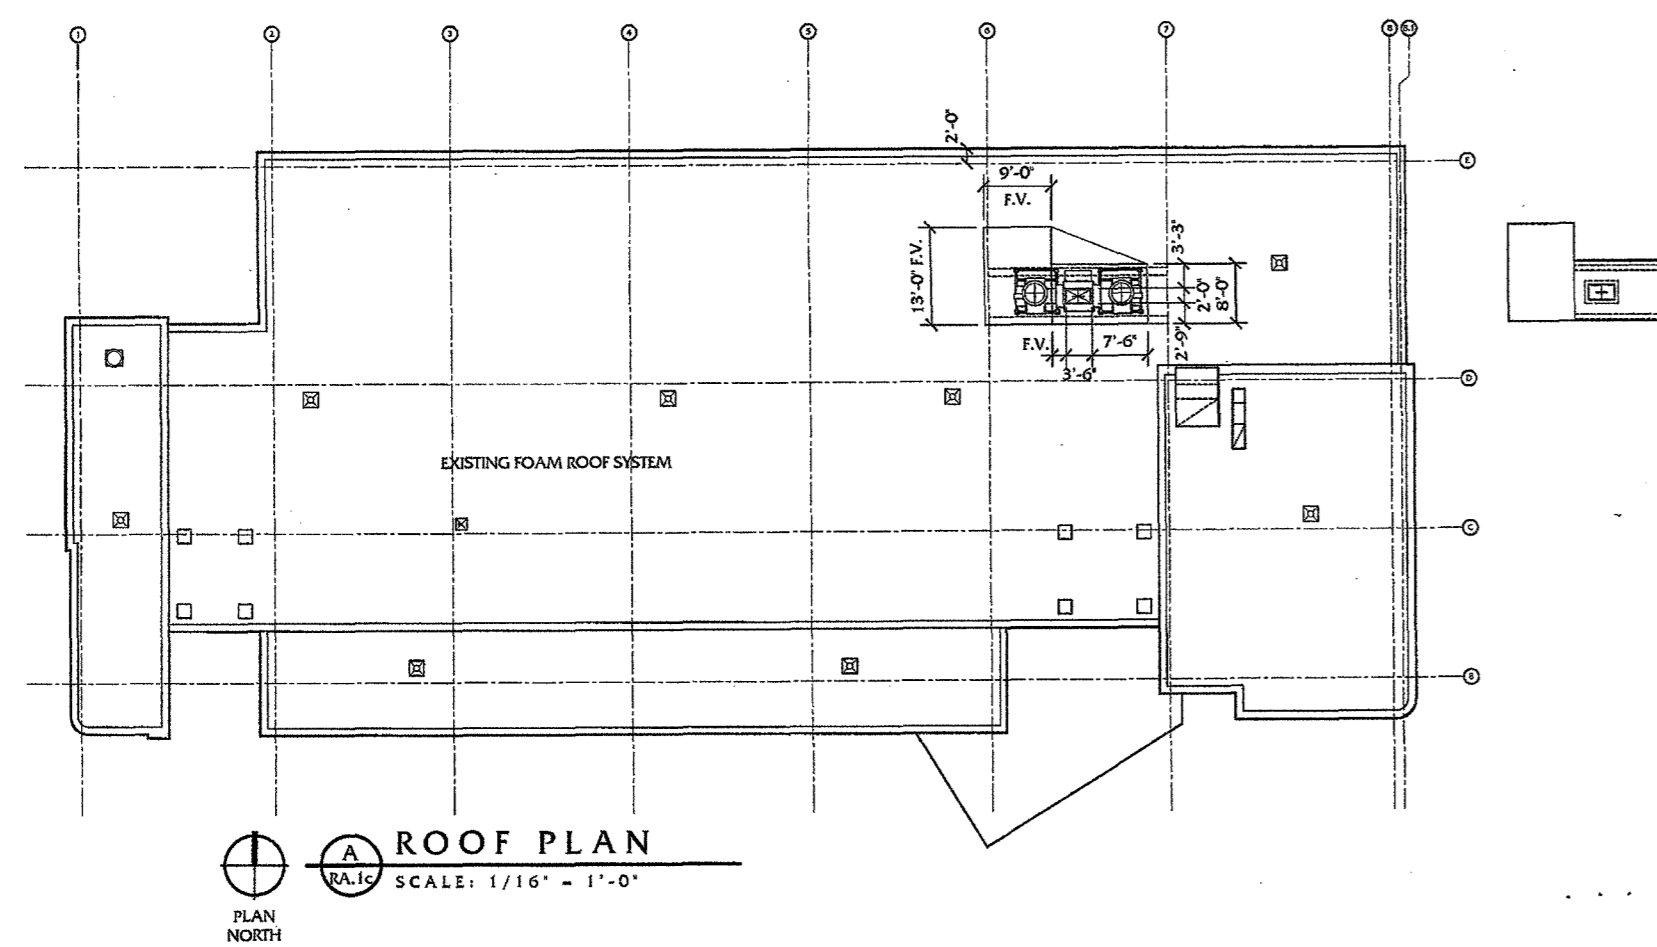 1 2 3 4 5 6 7 8 8.1
2'-0"
E
9'-0"
F.V.
3'-3"
13'-0" F.V.
2'-0"
8'-0"
F.V.
7'-6"
2'-9"
3'-6"
D
EXISTING FOAM ROOF SYSTEM
C
B
A
RA.1c
ROOF PLAN
SCALE: 1/16" = 1'-0"
PLAN
NORTH